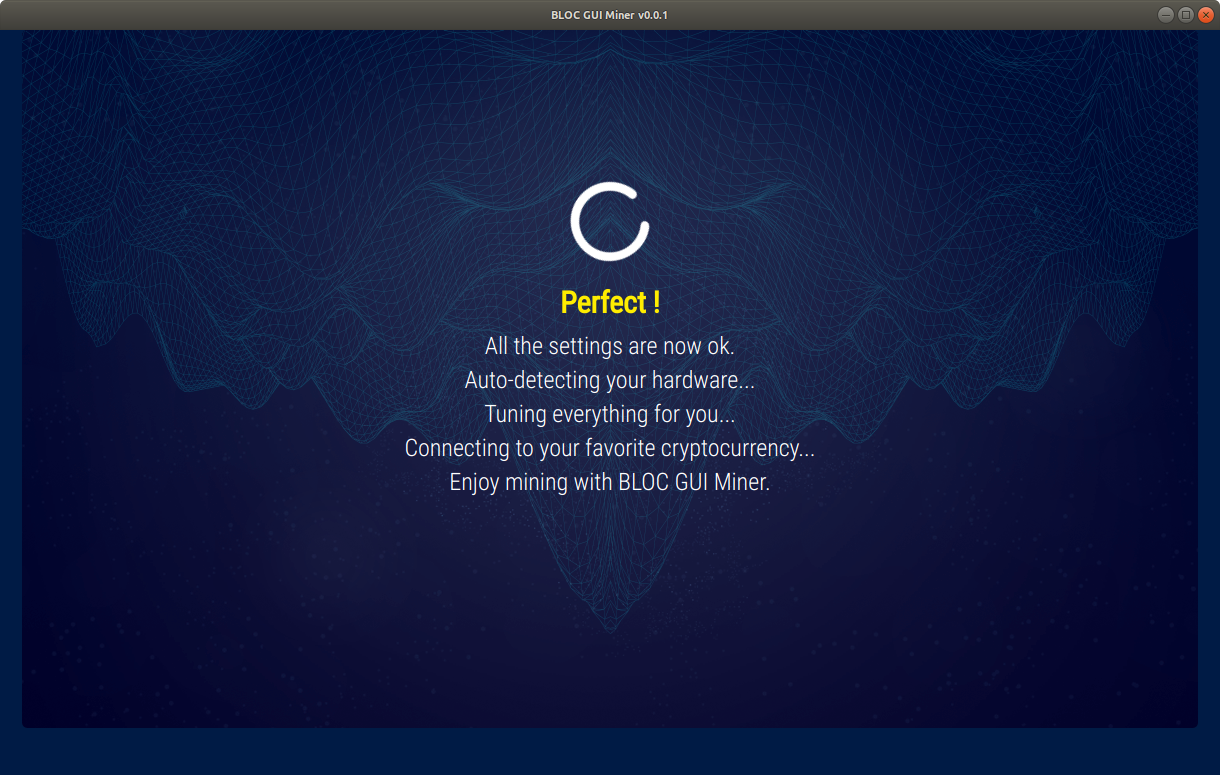 BLOC GUI Miner v0.0.1
Perfect !
All the settings are now ok.
Auto-detecting your hardware...
Tuning everything for you...
Connecting to your favorite cryptocurrency...
Enjoy mining with BLOC GUI Miner.